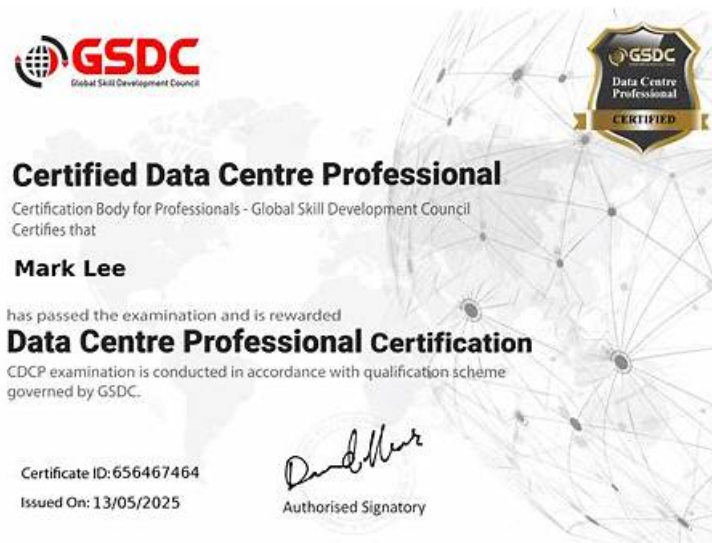 GSDC
Global Skill Development Council
GSDC
Data Centre
Professional
CERTIFIED
Certified Data Centre Professional
Certification Body for Professionals - Global Skill Development Council
Certifies that
Mark Lee
has passed the examination and is rewarded
Data Centre Professional Certification
CDCP examination is conducted in accordance with qualification scheme
governed by GSDC.
Certificate ID: 656467464
Issued On: 13/05/2025
Authorised Signatory